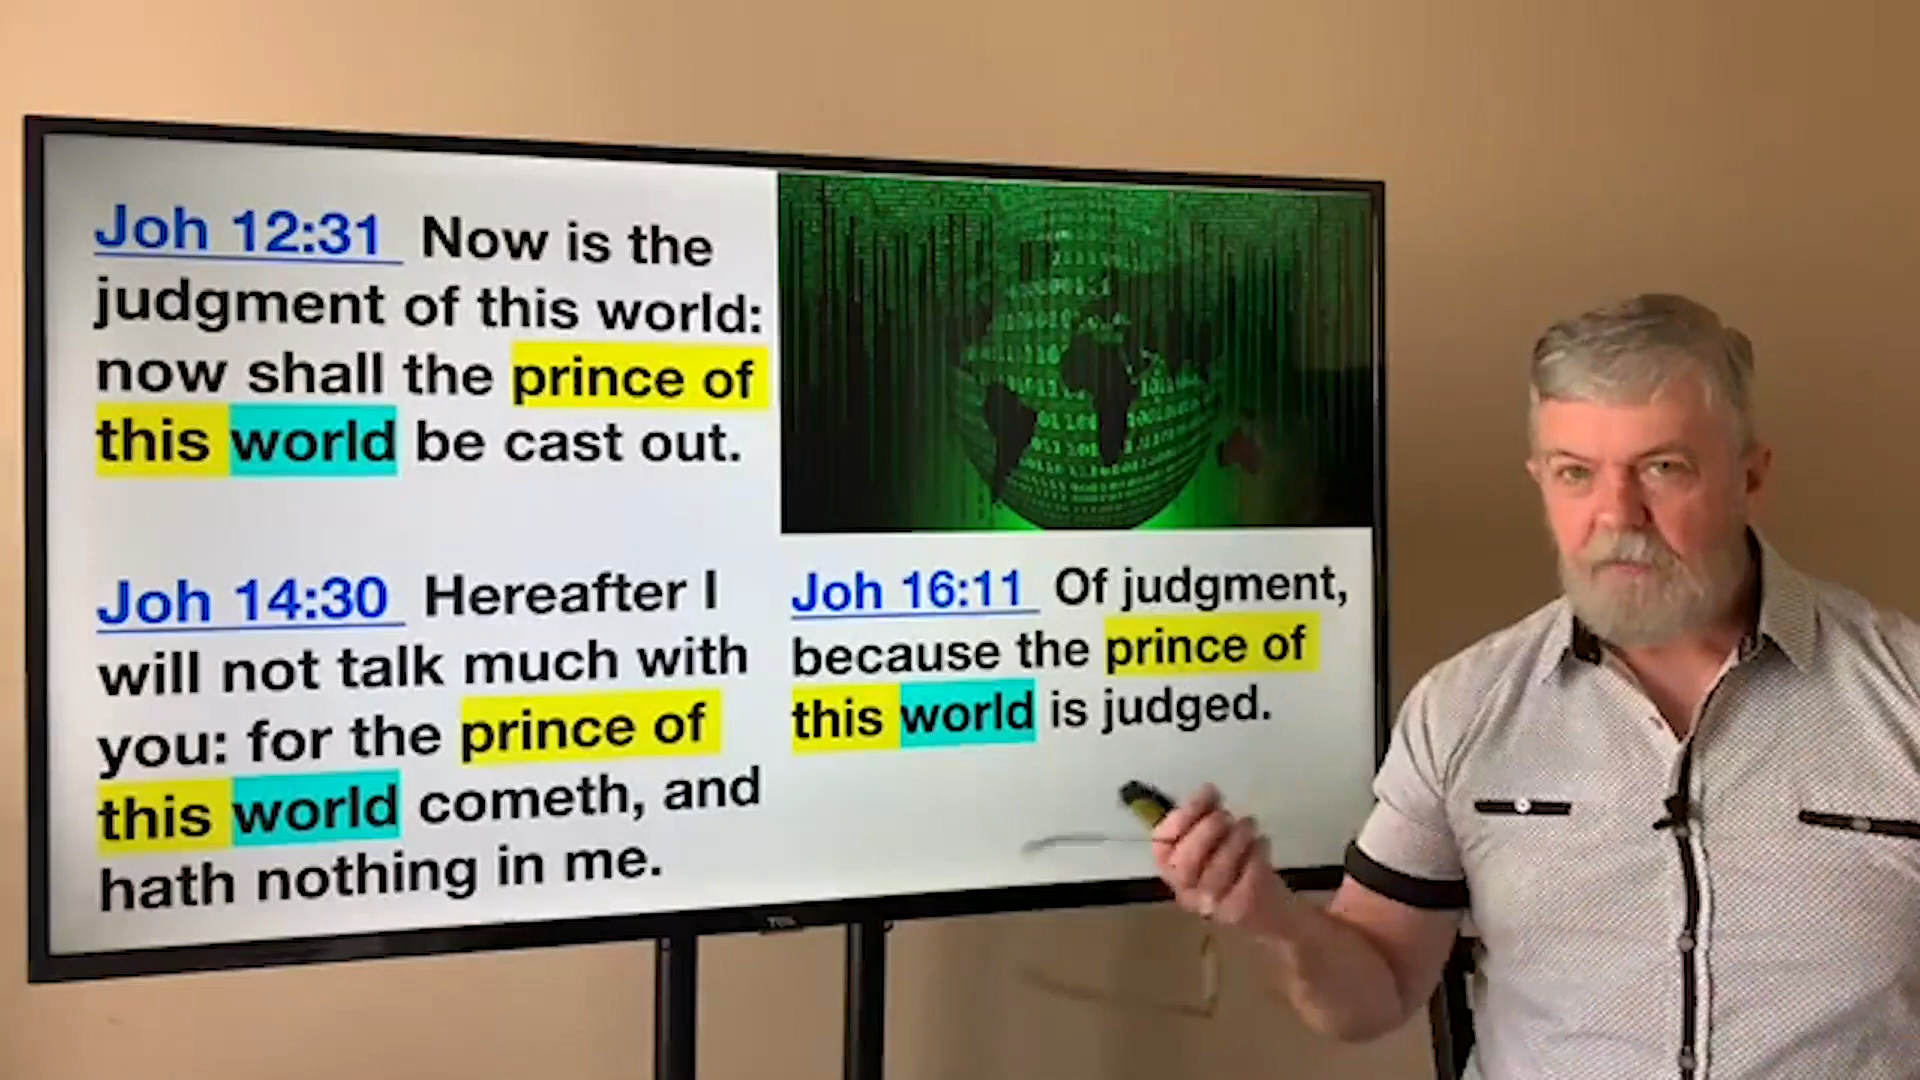 Joh 12:31 Now is the
judgment of this world:
now shall the prince of
this world be cast out.
Joh 14:30 Hereafter I
will not talk much with
you: for the prince of
this world cometh, and
hath nothing in me.
Joh 16:11 Of judgment,
because the prince of
this world is judged.
TCL